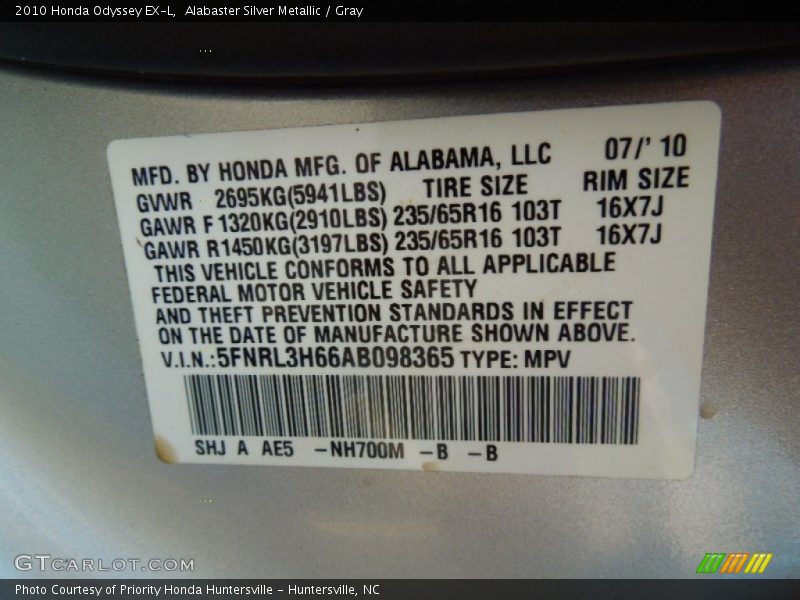 2010 Honda Odyssey EX-L, Alabaster Silver Metallic / Gray
MFD. BY HONDA MFG. OF ALABAMA, LLC 07/' 10
GVWR 2695KG(5941LBS) TIRE SIZE RIM SIZE
GAWR F 1320KG(2910LBS) 235/65R16 103T 16X7J
GAWR R1450KG(3197LBS) 235/65R16 103T 16X7J
THIS VEHICLE CONFORMS TO ALL APPLICABLE
FEDERAL MOTOR VEHICLE SAFETY
AND THEFT PREVENTION STANDARDS IN EFFECT
ON THE DATE OF MANUFACTURE SHOWN ABOVE.
V.I.N.:5FNRL3H66AB098365 TYPE: MPV
SHJ A AE5 -NH700M -B -B
GTCARLOT.COM
Photo Courtesy of Priority Honda Huntersville - Huntersville, NC